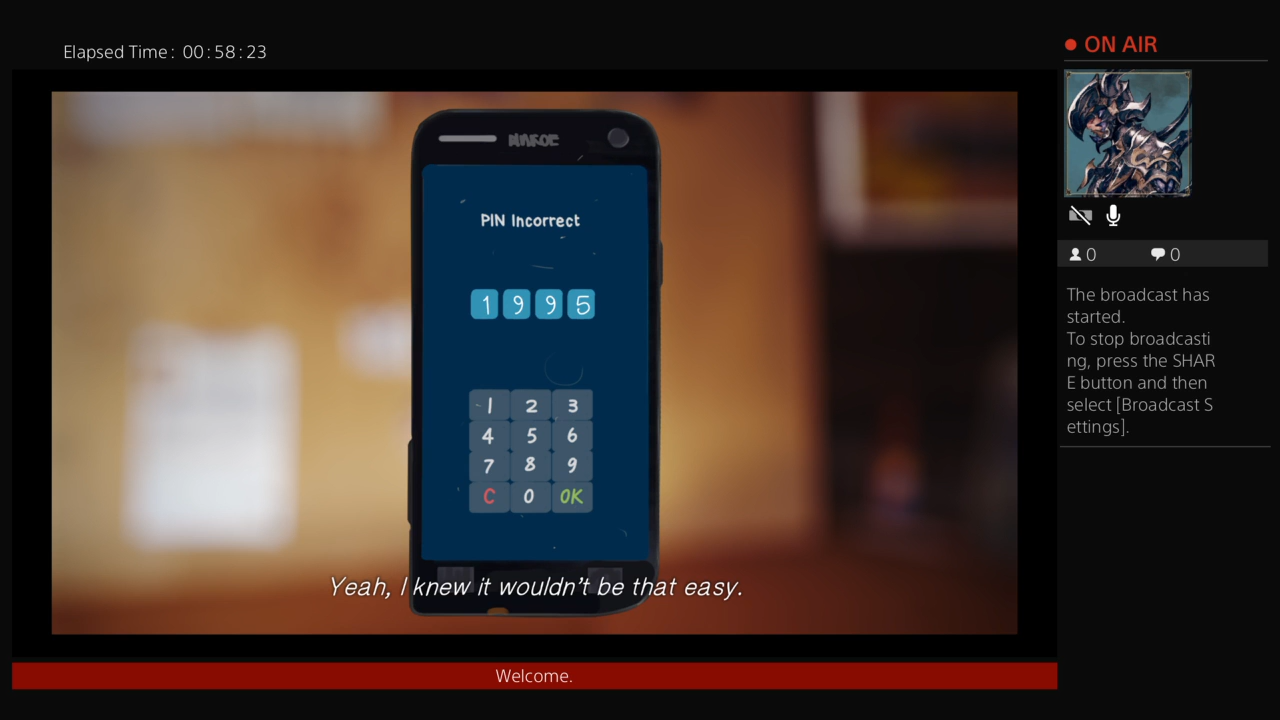 Elapsed Time: 00:58:23
ON AIR
PIN Incorrect
1 9 9 5
1 2 3
4 5 6
7 8 9
C 0 OK
Yeah, I knew it wouldn't be that easy.
Welcome.
0 0
The broadcast has
started.
To stop broadcasti
ng, press the SHAR
E button and then
select [Broadcast S
ettings].